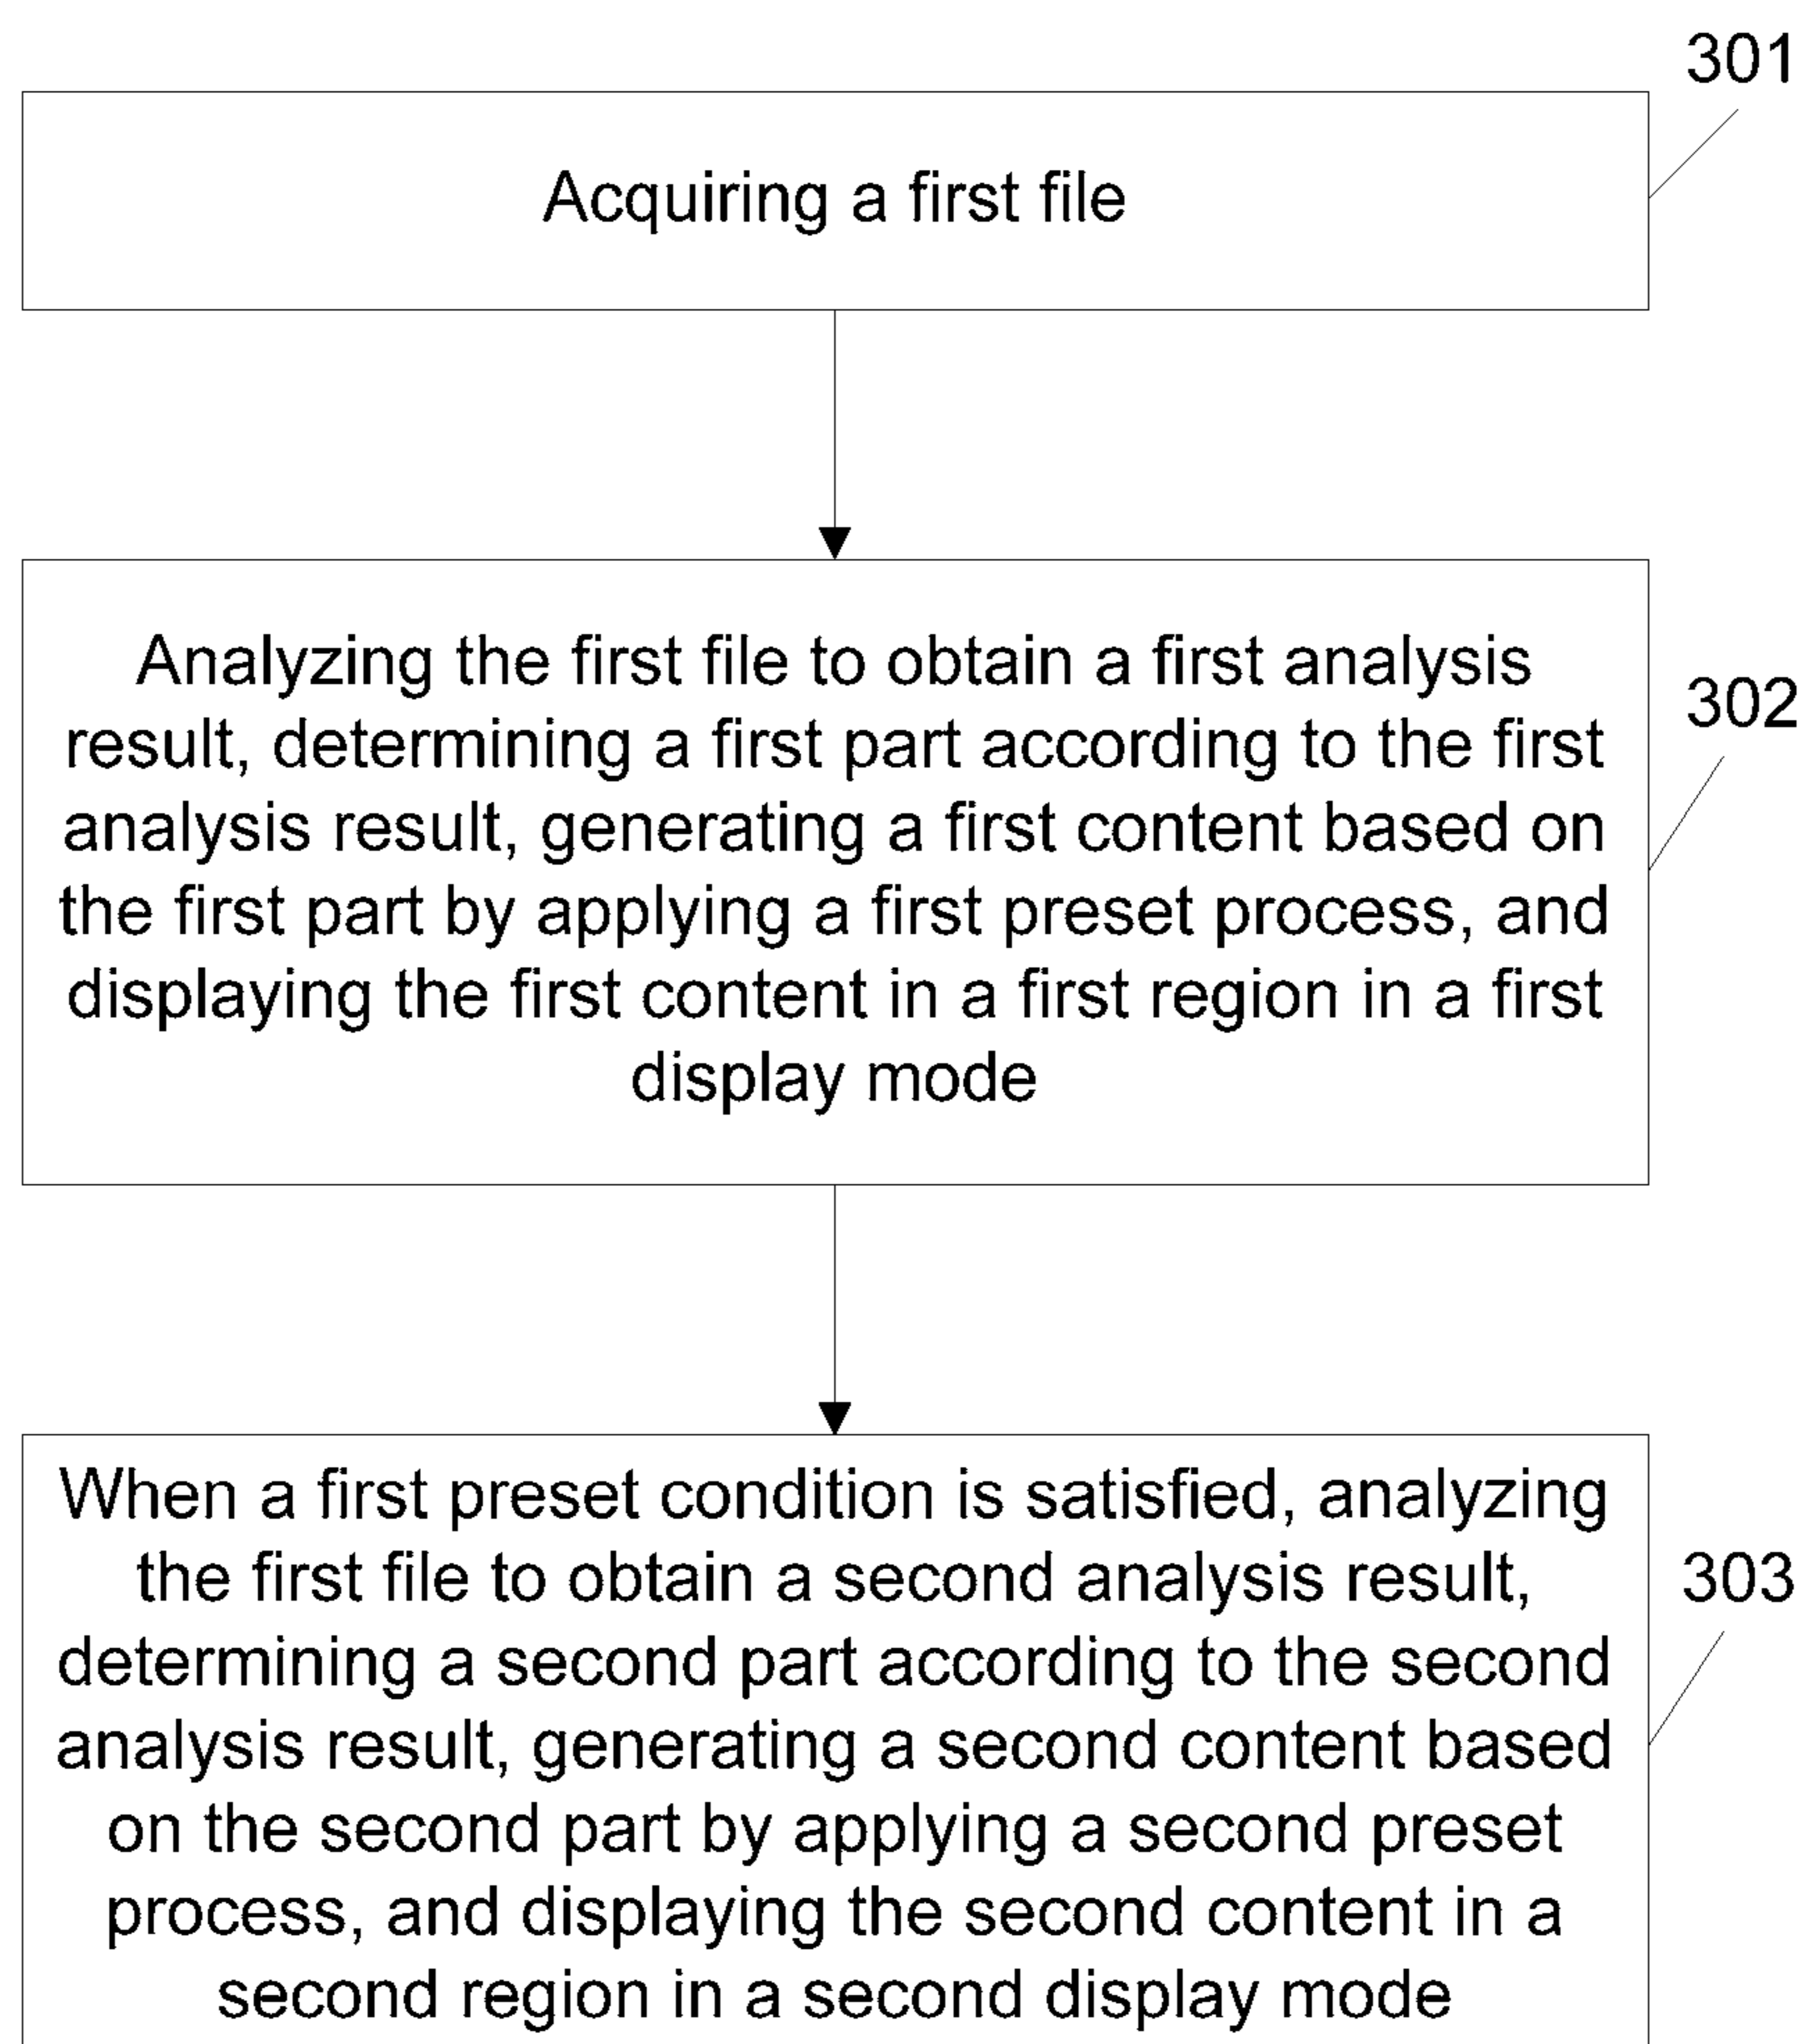 301
Acquiring a first file
Analyzing the first file to obtain a first analysis
result, determining a first part according to the first
analysis result, generating a first content based on
the first part by applying a first preset process, and
displaying the first content in a first region in a first
display mode
302
When a first preset condition is satisfied, analyzing
the first file to obtain a second analysis result,
determining a second part according to the second
analysis result, generating a second content based
on the second part by applying a second preset
process, and displaying the second content in a
second region in a second display mode
303